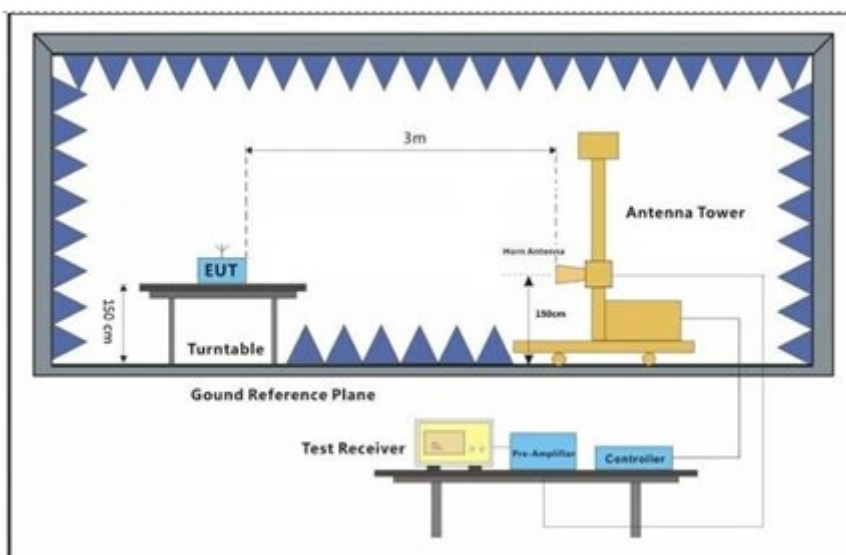 3m
Antenna Tower
Horn Antenna
EUT
150 cm
150cm
Turntable
Gound Reference Plane
Test Receiver
Pre-Amplifier
Controller